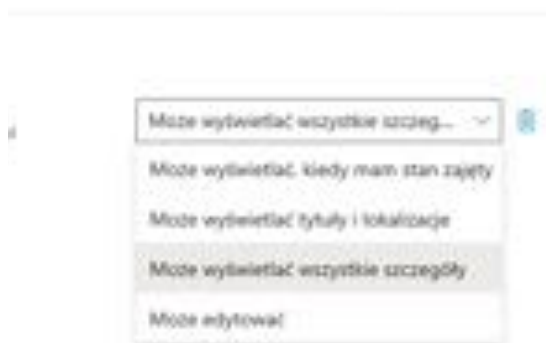 Może wyświetlać wszystkie szczeg...
Może wyświetlać, kiedy mam stan zajęty
Może wyświetlać tytuły i lokalizacje
Może wyświetlać wszystkie szczegóły
Może edytować